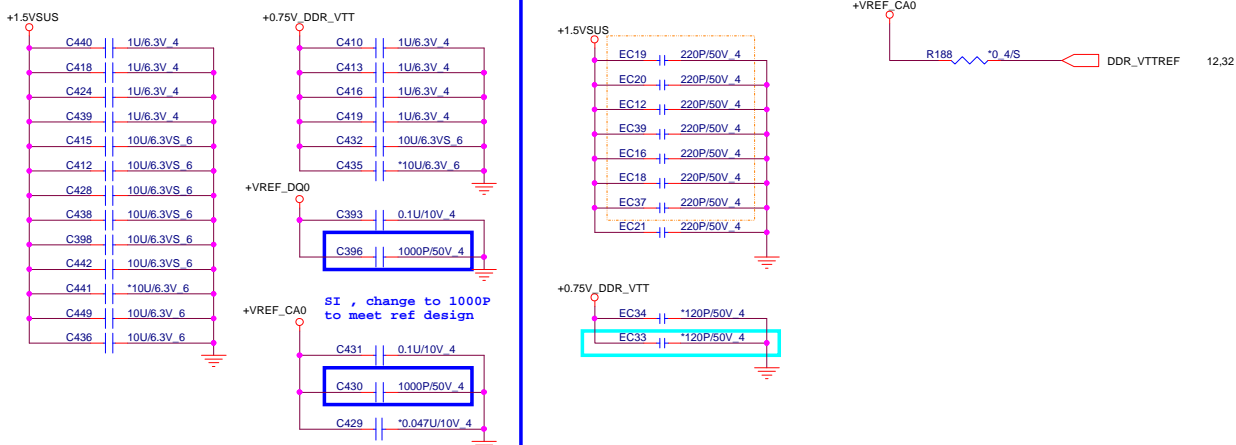 +1.5VSUS
C440 1U/6.3V_4
C418 1U/6.3V_4
C424 1U/6.3V_4
C439 1U/6.3V_4
C415 10U/6.3VS_6
C412 10U/6.3VS_6
C428 10U/6.3VS_6
C438 10U/6.3VS_6
C398 10U/6.3VS_6
C442 10U/6.3VS_6
C441 *10U/6.3V_6
C449 10U/6.3V_6
C436 10U/6.3V_6
+0.75V_DDR_VTT
C410 1U/6.3V_4
C413 1U/6.3V_4
C416 1U/6.3V_4
C419 1U/6.3V_4
C432 10U/6.3VS_6
C435 *10U/6.3V_6
+VREF_DQ0
C393 0.1U/10V_4
C396 1000P/50V_4
SI , change to 1000P
to meet ref design
+VREF_CA0
C431 0.1U/10V_4
C430 1000P/50V_4
C429 *0.047U/10V_4
+1.5VSUS
EC19 220P/50V_4
EC20 220P/50V_4
EC12 220P/50V_4
EC39 220P/50V_4
EC16 220P/50V_4
EC18 220P/50V_4
EC37 220P/50V_4
EC21 220P/50V_4
+0.75V_DDR_VTT
EC34 *120P/50V_4
EC33 *120P/50V_4
+VREF_CA0
R188 *0_4/S DDR_VTTREF 12,32